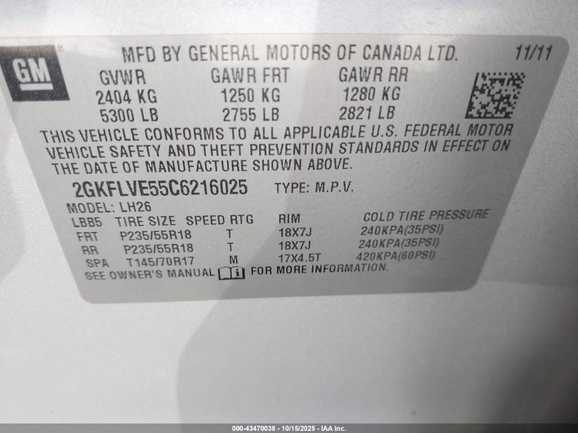 GM
MFD BY GENERAL MOTORS OF CANADA LTD. 11/11
GVWR GAWR FRT GAWR RR
2404 KG 1250 KG 1280 KG
5300 LB 2755 LB 2821 LB
THIS VEHICLE CONFORMS TO ALL APPLICABLE U.S. FEDERAL MOTOR
VEHICLE SAFETY AND THEFT PREVENTION STANDARDS IN EFFECT ON
THE DATE OF MANUFACTURE SHOWN ABOVE.
2GKFLVE55C6216025 TYPE: M.P.V.
MODEL: LH26
LBB5 TIRE SIZE SPEED RTG RIM COLD TIRE PRESSURE
FRT P235/55R18 T 18X7J 240KPA(35PSI)
RR P235/55R18 T 18X7J 240KPA(35PSI)
SPA T145/70R17 M 17X4.5T 420KPA(60PSI)
SEE OWNER'S MANUAL FOR MORE INFORMATION.
000-43470038 - 10/15/2025 - IAA Inc.